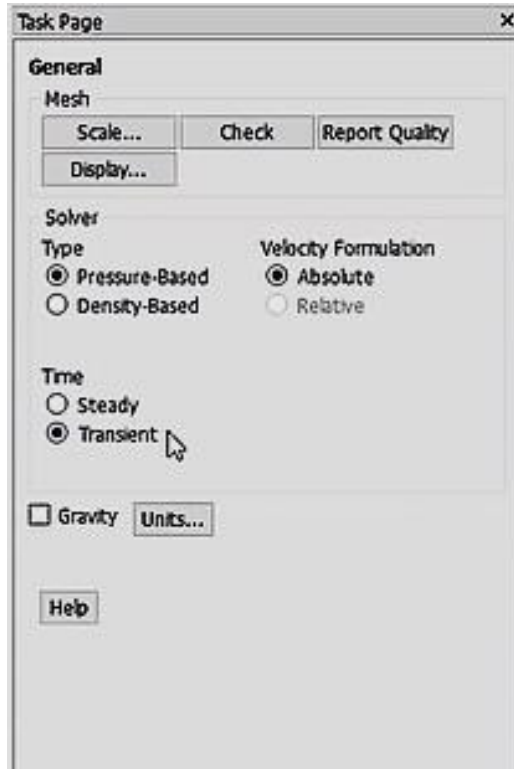 Task Page
General
Mesh
Scale... Check Report Quality
Display...
Solver
Type Velocity Formulation
Pressure-Based Absolute
Density-Based Relative
Time
Steady
Transient
Gravity Units...
Help